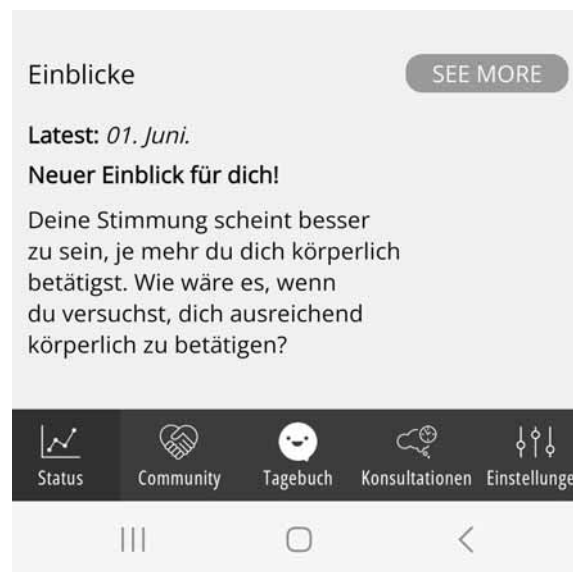 Einblicke
SEE MORE
Latest: 01. Juni.
Neuer Einblick für dich!
Deine Stimmung scheint besser
zu sein, je mehr du dich körperlich
betätigst. Wie wäre es, wenn
du versuchst, dich ausreichend
körperlich zu betätigen?
Status
Community
Tagebuch
Konsultationen
Einstellunge